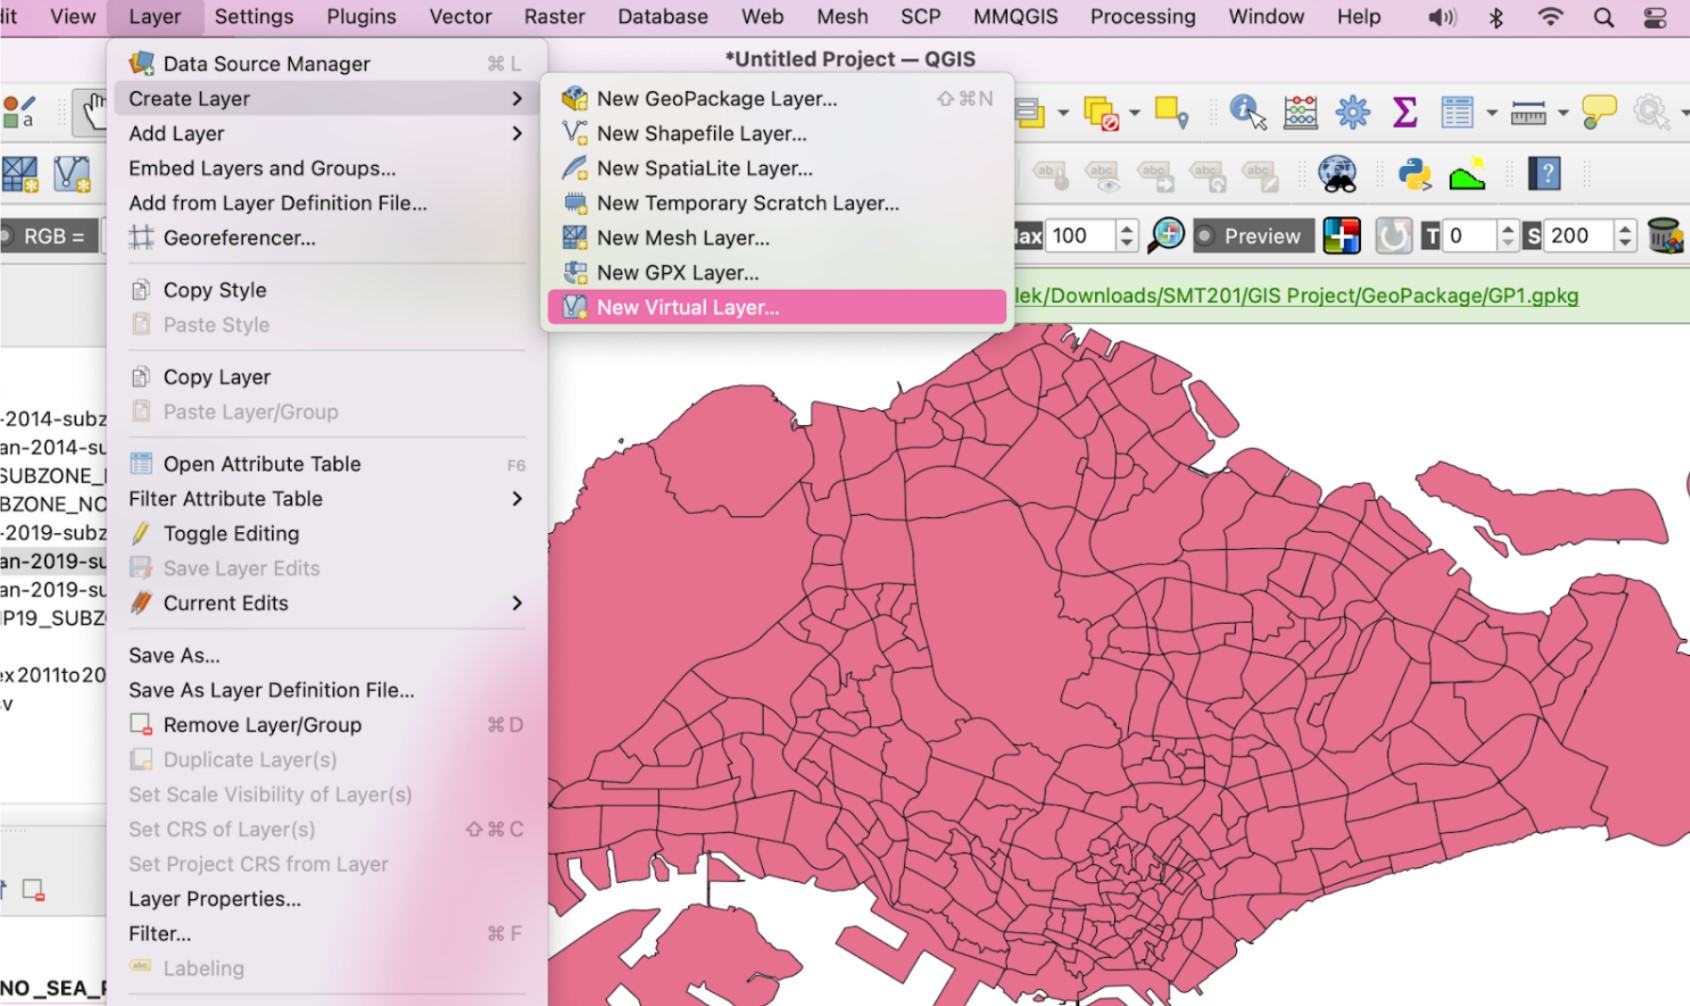 View Layer Settings Plugins Vector Raster Database Web Mesh SCP MMQGIS Processing Window Help
*Untitled Project — QGIS
Data Source Manager ⌘ L
Create Layer
Add Layer
Embed Layers and Groups...
Add from Layer Definition File...
Georeferencer...
Copy Style
Paste Style
Copy Layer
Paste Layer/Group
Open Attribute Table F6
Filter Attribute Table
Toggle Editing
Save Layer Edits
Current Edits
Save As...
Save As Layer Definition File...
Remove Layer/Group ⌘ D
Duplicate Layer(s)
Set Scale Visibility of Layer(s)
Set CRS of Layer(s) ⇧ ⌘ C
Set Project CRS from Layer
Layer Properties...
Filter... ⌘ F
abc Labeling
New GeoPackage Layer... ⇧⌘N
New Shapefile Layer...
New SpatiaLite Layer...
New Temporary Scratch Layer...
New Mesh Layer...
New GPX Layer...
New Virtual Layer...
a
RGB =
100 Preview T 0 S 200
lek/Downloads/SMT201/GIS Project/GeoPackage/GP1.gpkg
-2014-subz
an-2014-su
SUBZONE_
BZONE_NO
-2019-subz
an-2019-su
an-2019-su
P19_SUBZ
ex2011to20
sv
NO_SEA_